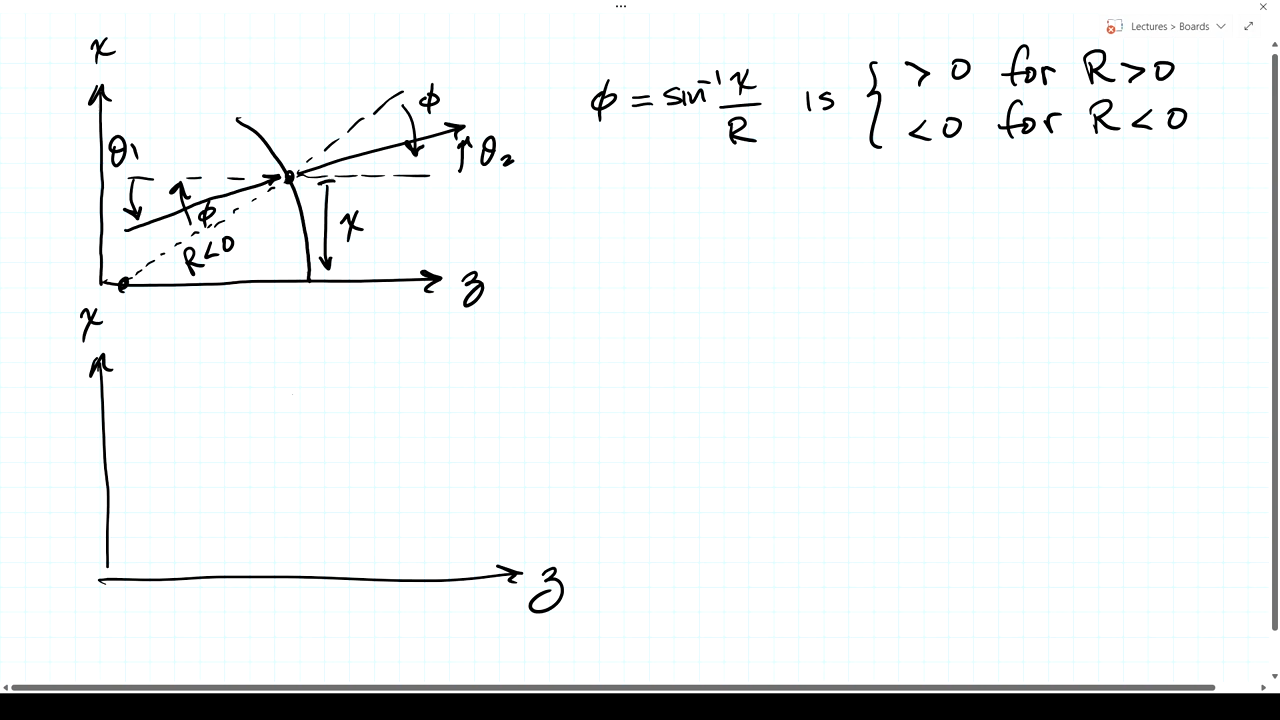 Lectures > Boards
x
θ₁
φ
θ₂
φ
R<0
x
z
φ = sin⁻¹ x/R is { > 0 for R > 0
< 0 for R < 0
x
z